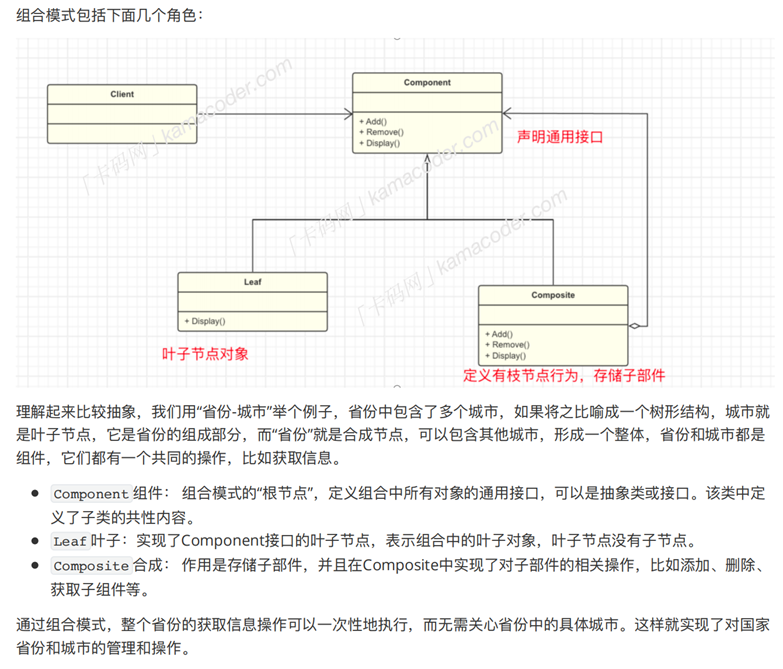 组合模式包括下面几个角色：
Client
Component
+ Add()
+ Remove()
+ Display()
声明通用接口
「卡码网」kamacoder.com
「卡码网」kamacoder.com
「卡码网」kamacoder.com
Leaf
+ Display()
叶子节点对象
Composite
+ Add()
+ Remove()
+ Display()
定义有枝节点行为，存储子部件
理解起来比较抽象，我们用“省份-城市”举个例子，省份中包含了多个城市，如果将之比喻成一个树形结构，城市就
是叶子节点，它是省份的组成部分，而“省份”就是合成节点，可以包含其他城市，形成一个整体，省份和城市都是
组件，它们都有一个共同的操作，比如获取信息。
● Component组件： 组合模式的“根节点”，定义组合中所有对象的通用接口，可以是抽象类或接口。该类中定
义了子类的共性内容。
● Leaf叶子：实现了Component接口的叶子节点，表示组合中的叶子对象，叶子节点没有子节点。
● Composite合成： 作用是存储子部件，并且在Composite中实现了对子部件的相关操作，比如添加、删除、
获取子组件等。
通过组合模式，整个省份的获取信息操作可以一次性地执行，而无需关心省份中的具体城市。这样就实现了对国家
省份和城市的管理和操作。